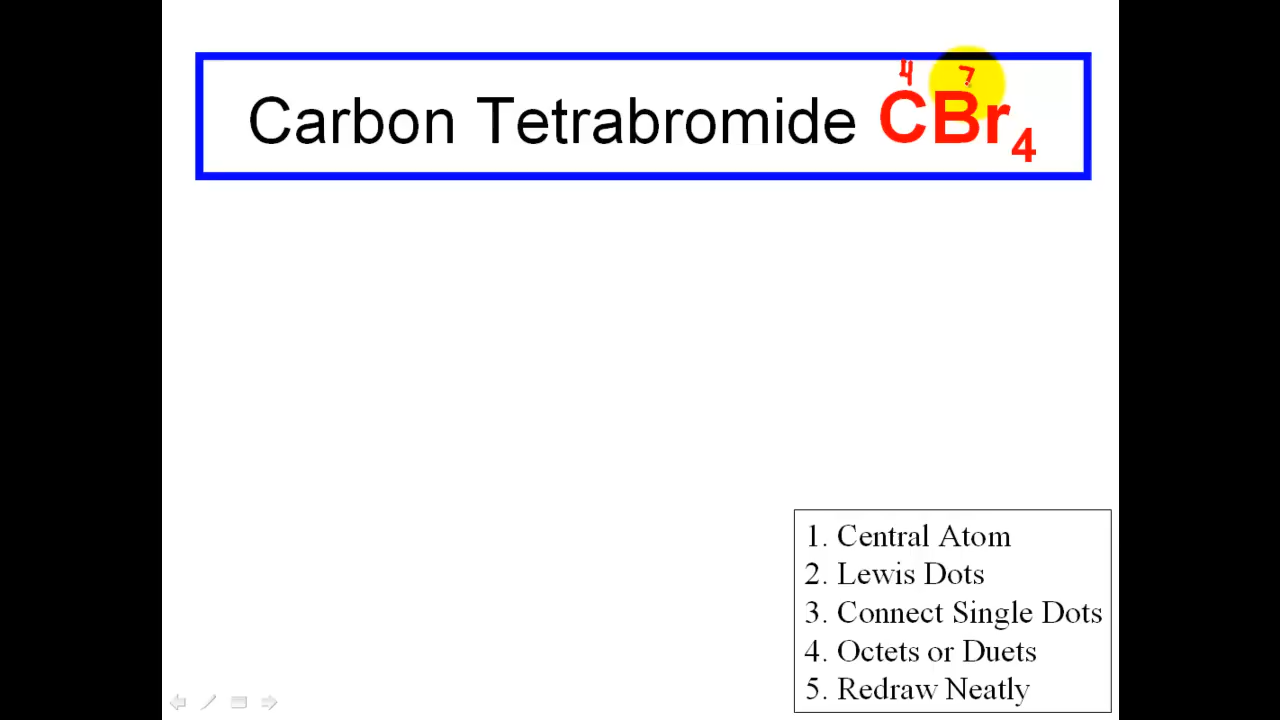 4 7
Carbon Tetrabromide CBr4
1. Central Atom
2. Lewis Dots
3. Connect Single Dots
4. Octets or Duets
5. Redraw Neatly